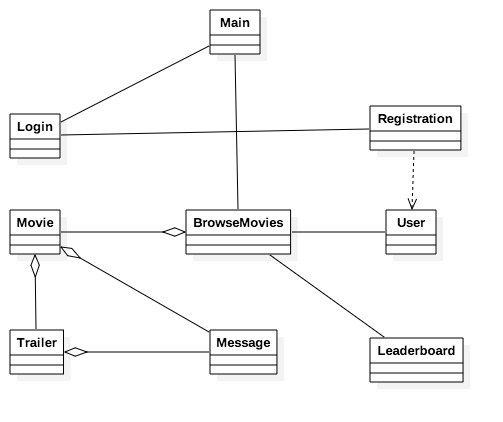 Main
Login
Registration
Movie
BrowseMovies
User
Trailer
Message
Leaderboard